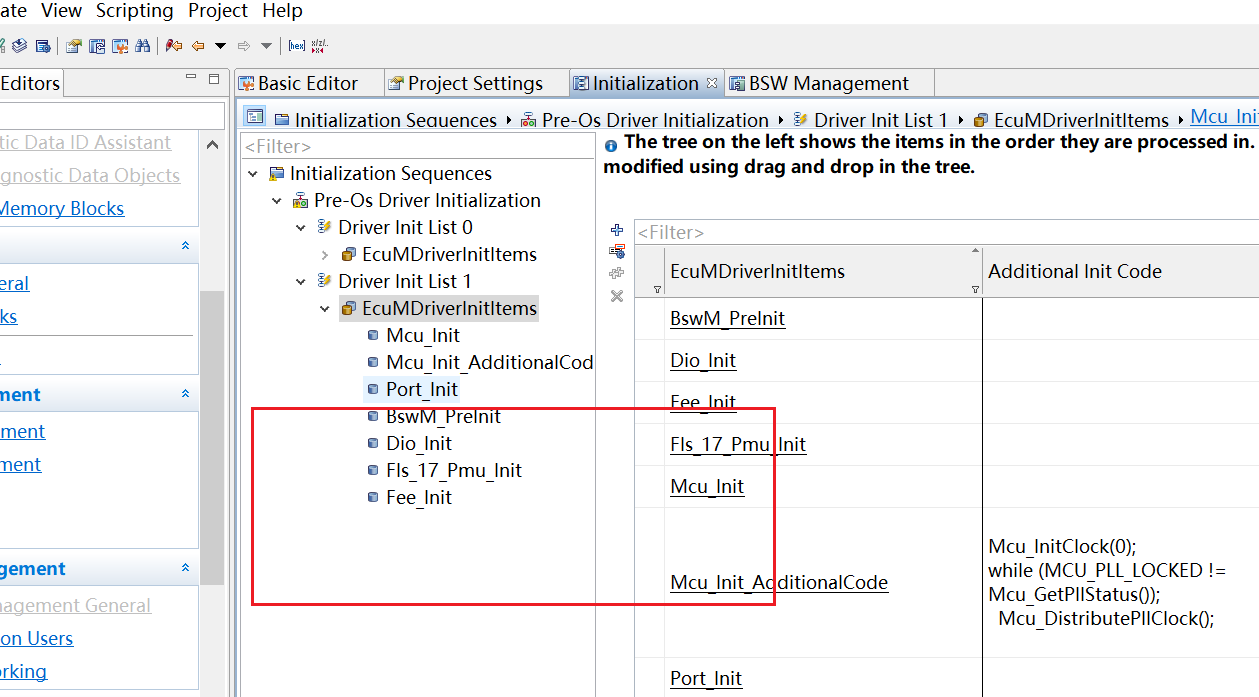 ate View Scripting Project Help
Editors
Basic Editor Project Settings Initialization BSW Management
Initialization Sequences Pre-Os Driver Initialization Driver Init List 1 EcuMDriverInitItems Mcu_Ini
tic Data ID Assistant
gnostic Data Objects
Memory Blocks
eral
ks
ment
ment
ment
gement
nagement General
on Users
orking
<Filter>
Initialization Sequences
Pre-Os Driver Initialization
Driver Init List 0
EcuMDriverInitItems
Driver Init List 1
EcuMDriverInitItems
Mcu_Init
Mcu_Init_AdditionalCod
Port_Init
BswM_PreInit
Dio_Init
Fls_17_Pmu_Init
Fee_Init
The tree on the left shows the items in the order they are processed in.
modified using drag and drop in the tree.
<Filter>
EcuMDriverInitItems Additional Init Code
BswM_PreInit
Dio_Init
Fee_Init
Fls_17_Pmu_Init
Mcu_Init
Mcu_Init_AdditionalCode
Mcu_InitClock(0);
while (MCU_PLL_LOCKED !=
Mcu_GetPllStatus());
Mcu_DistributePllClock();
Port_Init